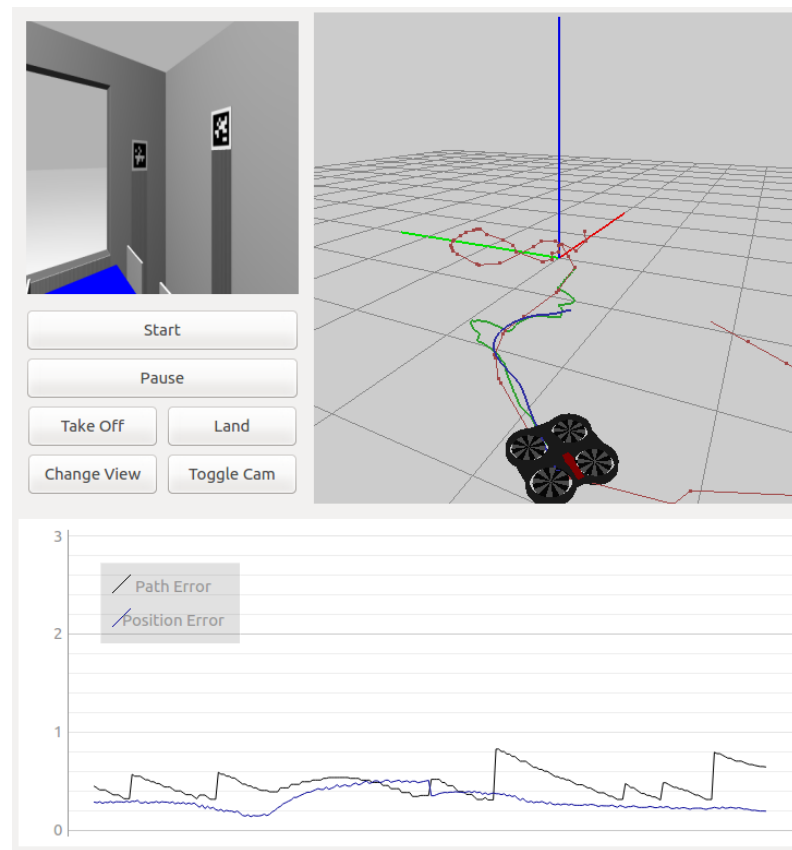 Start
Pause
Take Off
Land
Change View
Toggle Cam
3
Path Error
Position Error
2
1
0